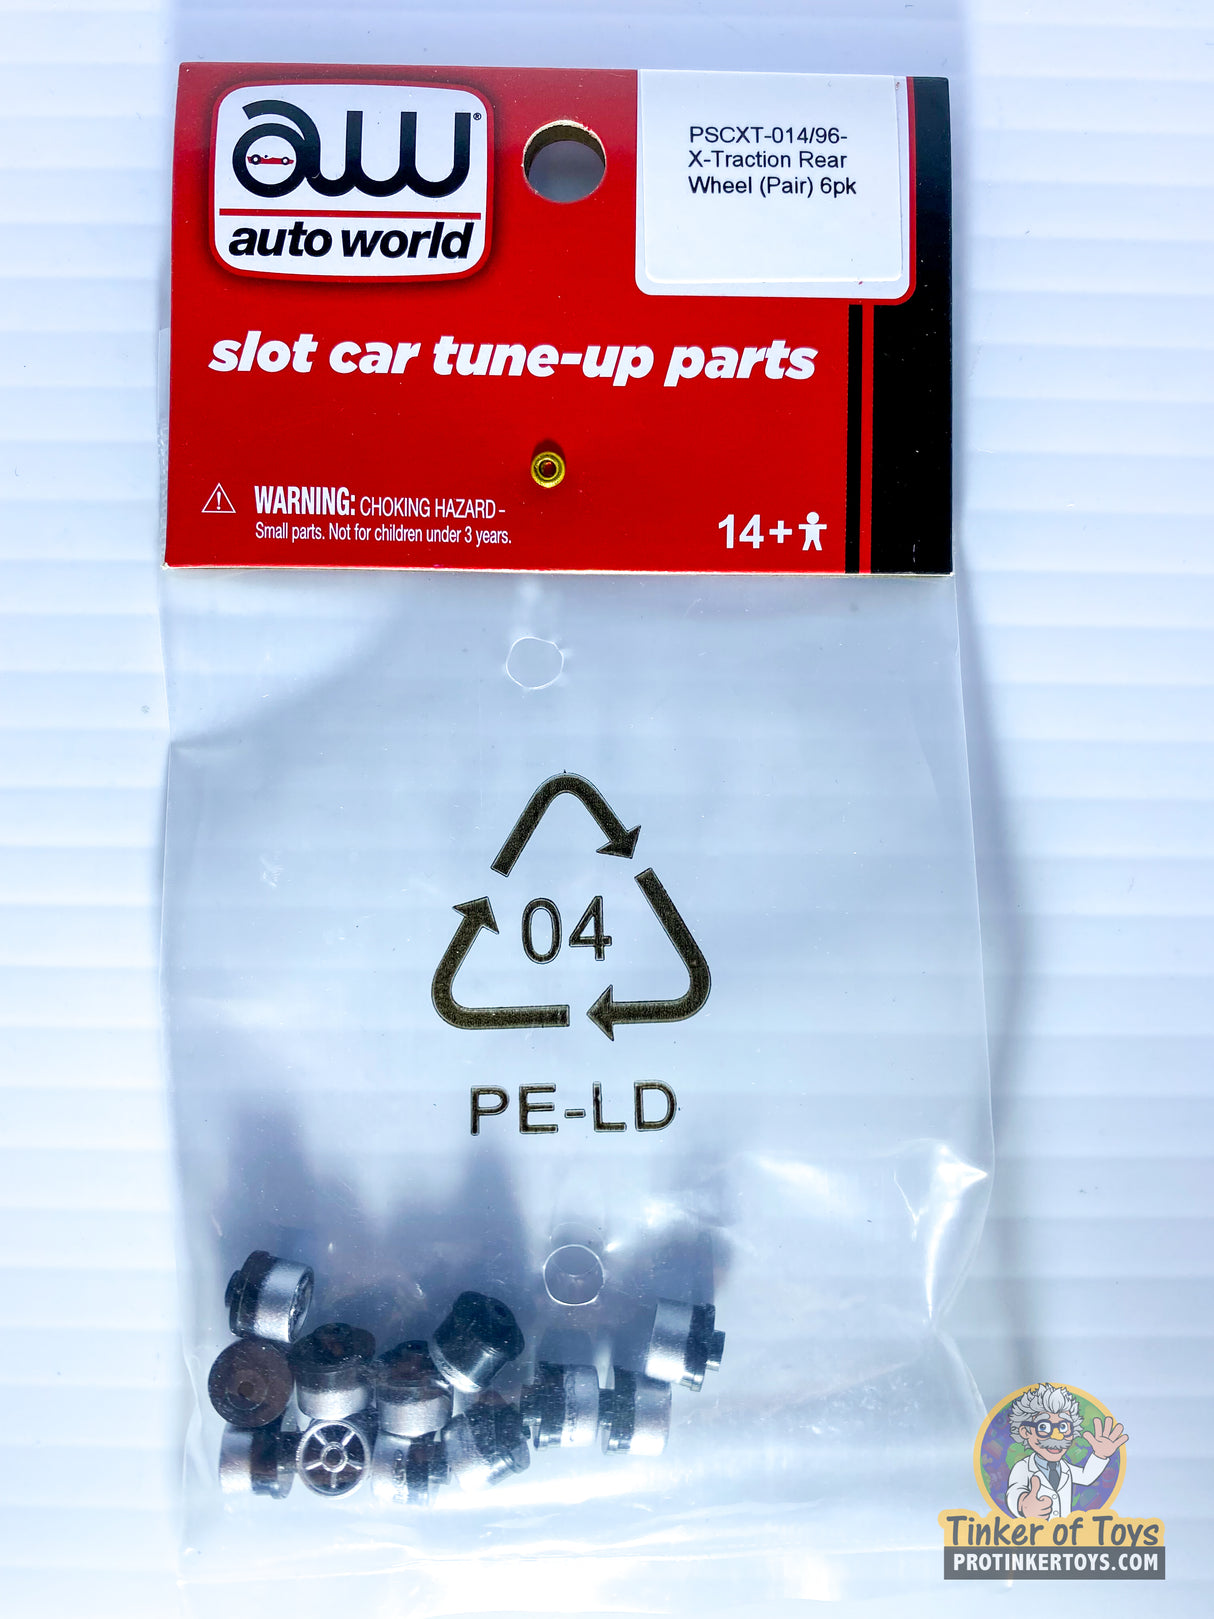 aw®
auto world
PSCXT-014/96-
X-Traction Rear
Wheel (Pair) 6pk
slot car tune-up parts
WARNING: CHOKING HAZARD -
Small parts. Not for children under 3 years.
14+
04
PE-LD
Tinker of Toys
PROTINKERTOYS.COM